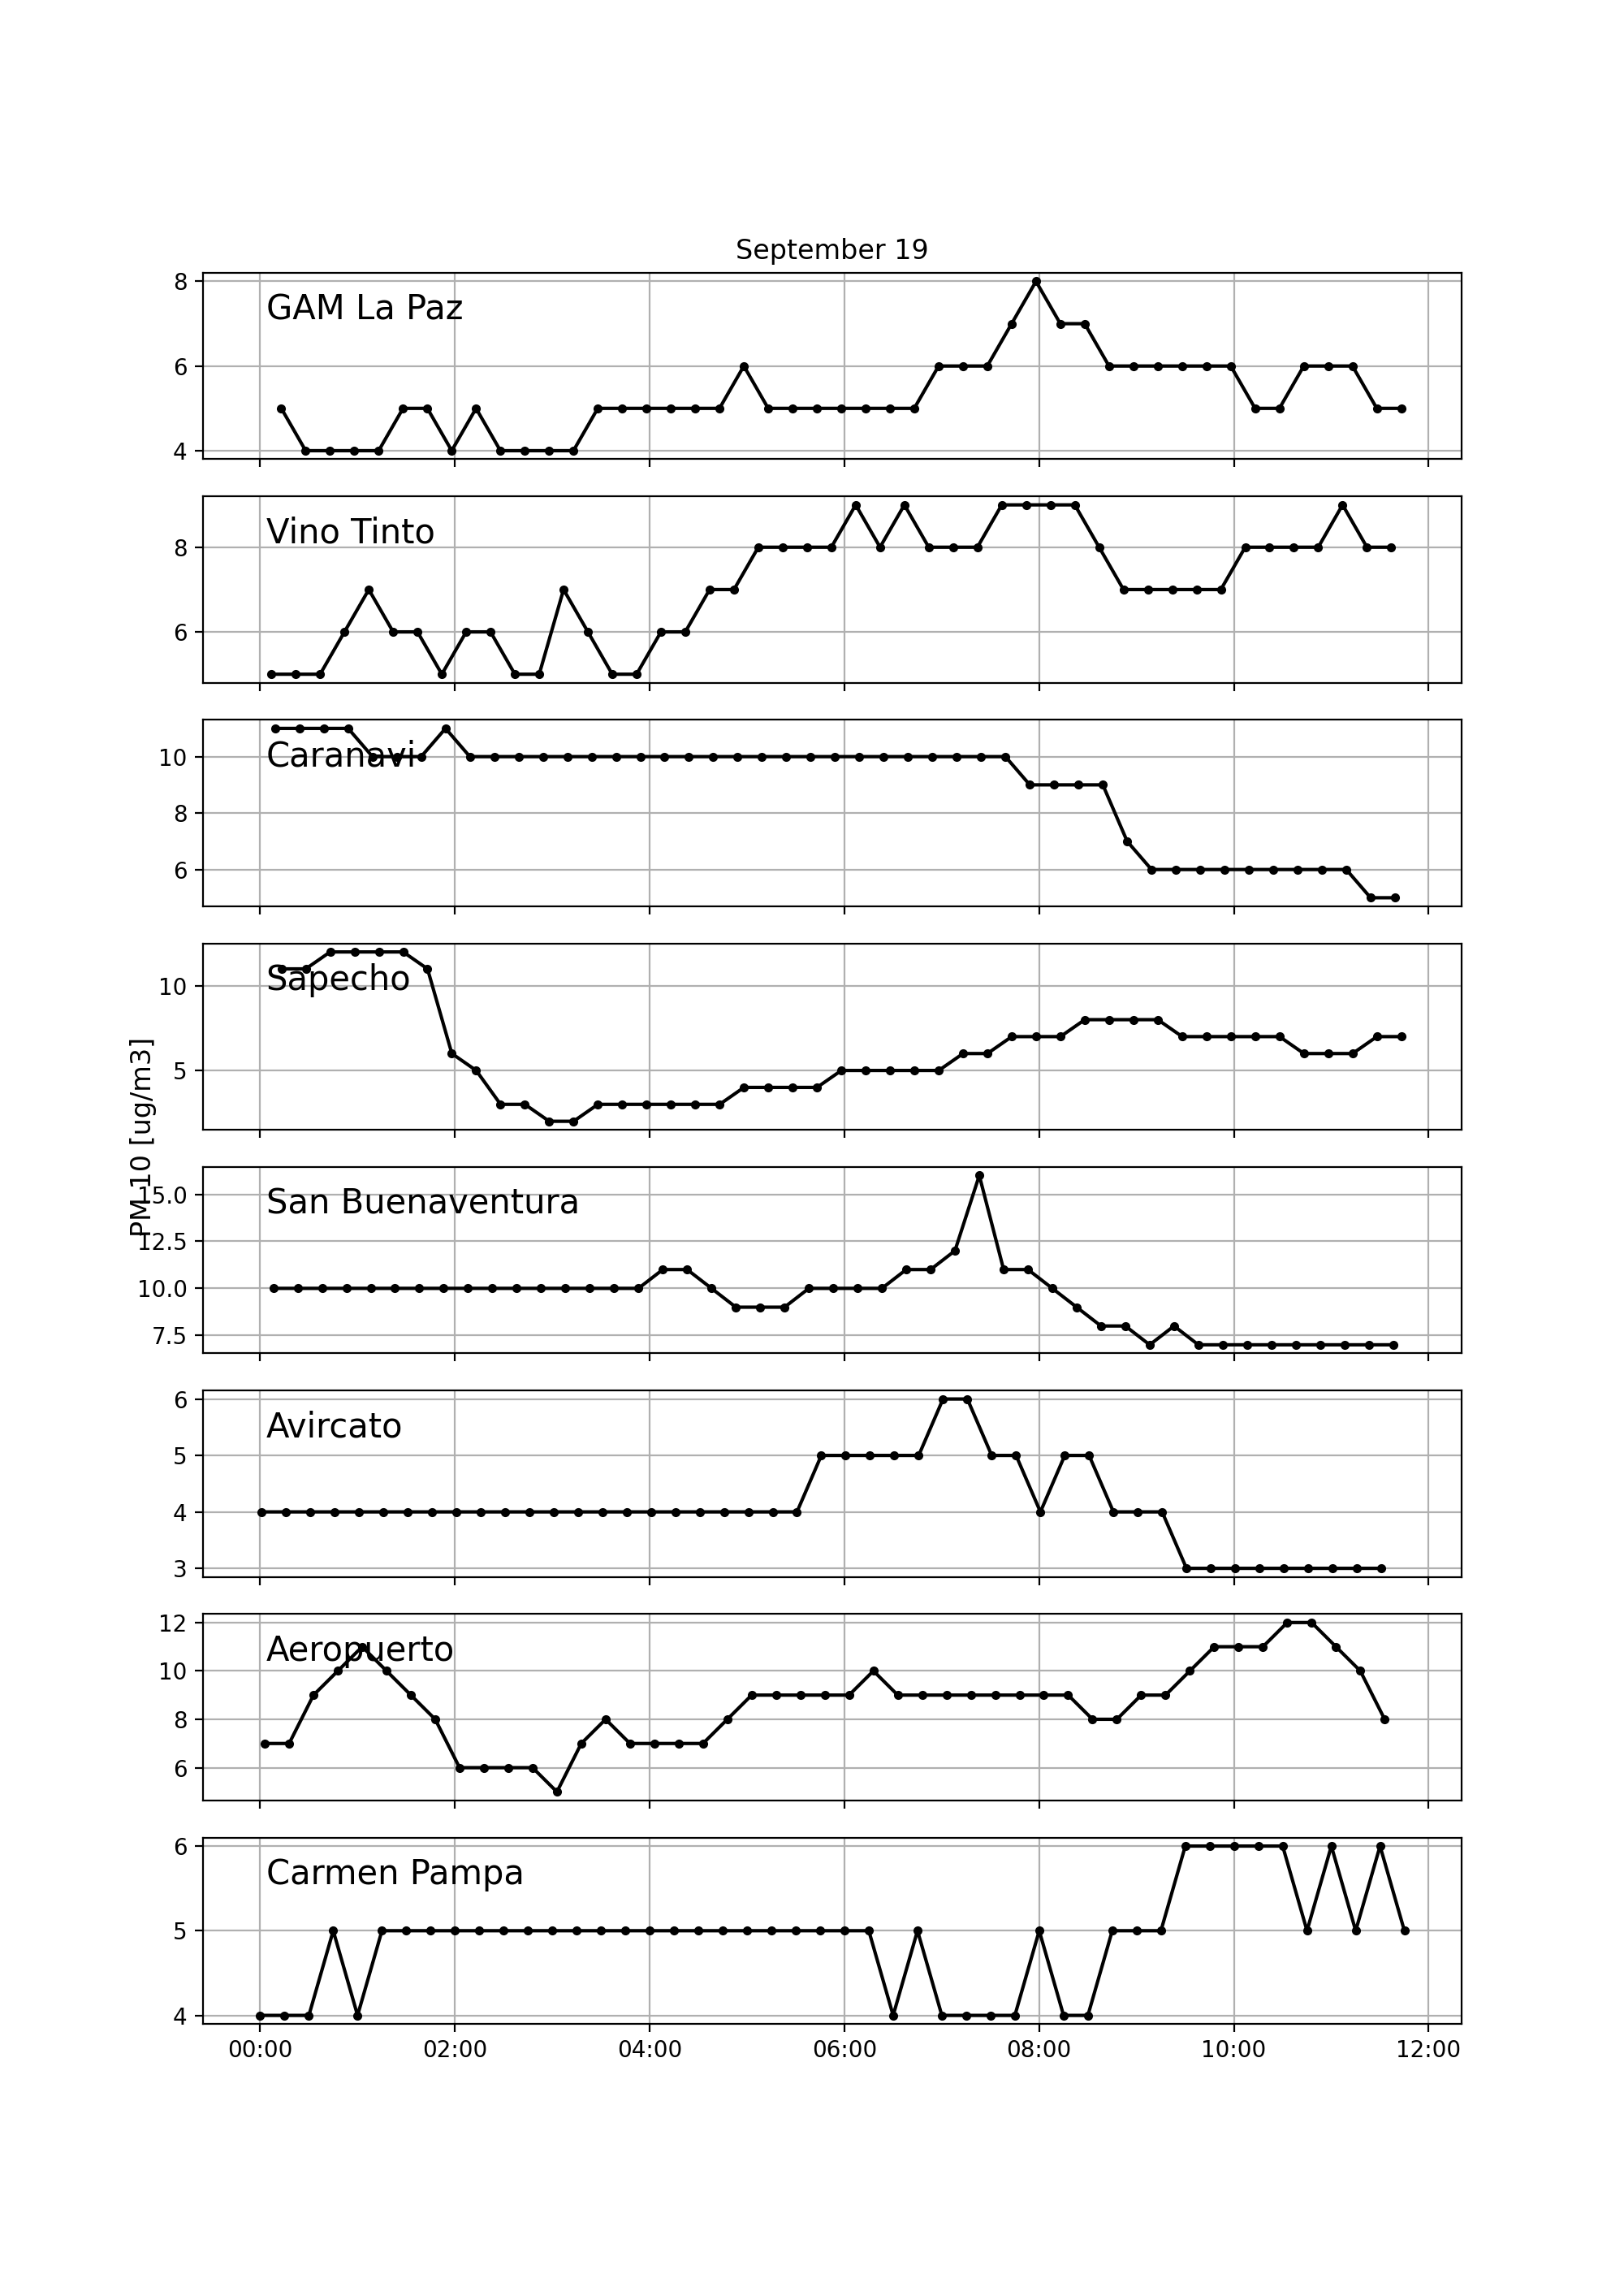 September 19
8
GAM La Paz
6
4
Vino Tinto
8
6
Caranavi
10
8
6
Sapecho
10
5
PM 10 [ug/m3]
San Buenaventura
15.0
12.5
10.0
7.5
6
Avircato
5
4
3
12
Aeropuerto
10
8
6
6
Carmen Pampa
5
4
00:00 02:00 04:00 06:00 08:00 10:00 12:00